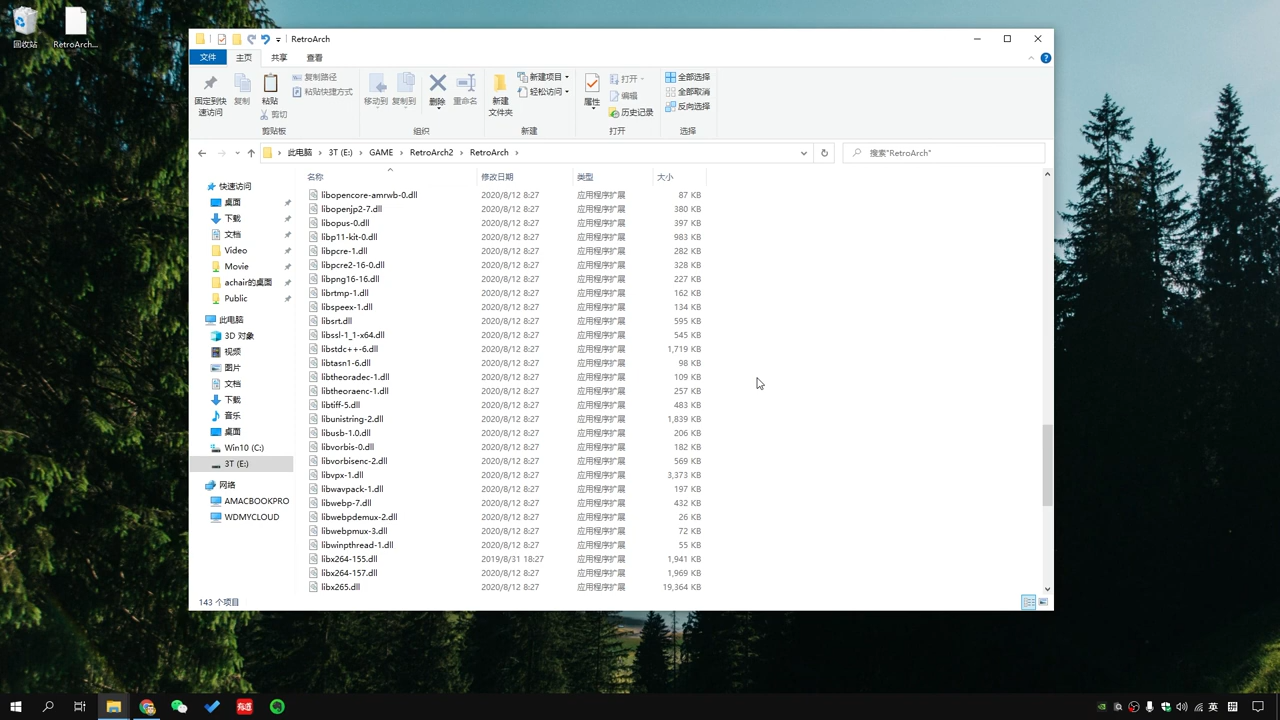 回收站
RetroArch...
RetroArch
文件
主页
共享
查看
固定到快
速访问
复制
粘贴
复制路径
粘贴快捷方式
剪切
剪贴板
移动到
复制到
删除
重命名
组织
新建
文件夹
新建项目
轻松访问
新建
属性
打开
编辑
历史记录
打开
全部选择
全部取消
反向选择
选择
此电脑 3T (E:) GAME RetroArch2 RetroArch
搜索"RetroArch"
名称 修改日期 类型 大小
快速访问
桌面
下载
文档
Video
Movie
achair的桌面
Public
此电脑
3D 对象
视频
图片
文档
下载
音乐
桌面
Win10 (C:)
3T (E:)
网络
AMACBOOKPRO
WDMYCLOUD
libopencore-amrwb-0.dll 2020/8/12 8:27 应用程序扩展 87 KB
libopenjp2-7.dll 2020/8/12 8:27 应用程序扩展 380 KB
libopus-0.dll 2020/8/12 8:27 应用程序扩展 397 KB
libp11-kit-0.dll 2020/8/12 8:27 应用程序扩展 983 KB
libpcre-1.dll 2020/8/12 8:27 应用程序扩展 282 KB
libpcre2-16-0.dll 2020/8/12 8:27 应用程序扩展 328 KB
libpng16-16.dll 2020/8/12 8:27 应用程序扩展 227 KB
librtmp-1.dll 2020/8/12 8:27 应用程序扩展 162 KB
libspeex-1.dll 2020/8/12 8:27 应用程序扩展 134 KB
libsrt.dll 2020/8/12 8:27 应用程序扩展 595 KB
libssl-1_1-x64.dll 2020/8/12 8:27 应用程序扩展 545 KB
libstdc++-6.dll 2020/8/12 8:27 应用程序扩展 1,719 KB
libtasn1-6.dll 2020/8/12 8:27 应用程序扩展 98 KB
libtheoradec-1.dll 2020/8/12 8:27 应用程序扩展 109 KB
libtheoraenc-1.dll 2020/8/12 8:27 应用程序扩展 257 KB
libtiff-5.dll 2020/8/12 8:27 应用程序扩展 483 KB
libunistring-2.dll 2020/8/12 8:27 应用程序扩展 1,839 KB
libusb-1.0.dll 2020/8/12 8:27 应用程序扩展 206 KB
libvorbis-0.dll 2020/8/12 8:27 应用程序扩展 182 KB
libvorbisenc-2.dll 2020/8/12 8:27 应用程序扩展 569 KB
libvpx-1.dll 2020/8/12 8:27 应用程序扩展 3,373 KB
libwavpack-1.dll 2020/8/12 8:27 应用程序扩展 197 KB
libwebp-7.dll 2020/8/12 8:27 应用程序扩展 432 KB
libwebpdemux-2.dll 2020/8/12 8:27 应用程序扩展 26 KB
libwebpmux-3.dll 2020/8/12 8:27 应用程序扩展 72 KB
libwinpthread-1.dll 2020/8/12 8:27 应用程序扩展 55 KB
libx264-155.dll 2019/8/31 18:27 应用程序扩展 1,941 KB
libx264-157.dll 2020/8/12 8:27 应用程序扩展 1,969 KB
libx265.dll 2020/8/12 8:27 应用程序扩展 19,364 KB
143 个项目
有道
英
拼